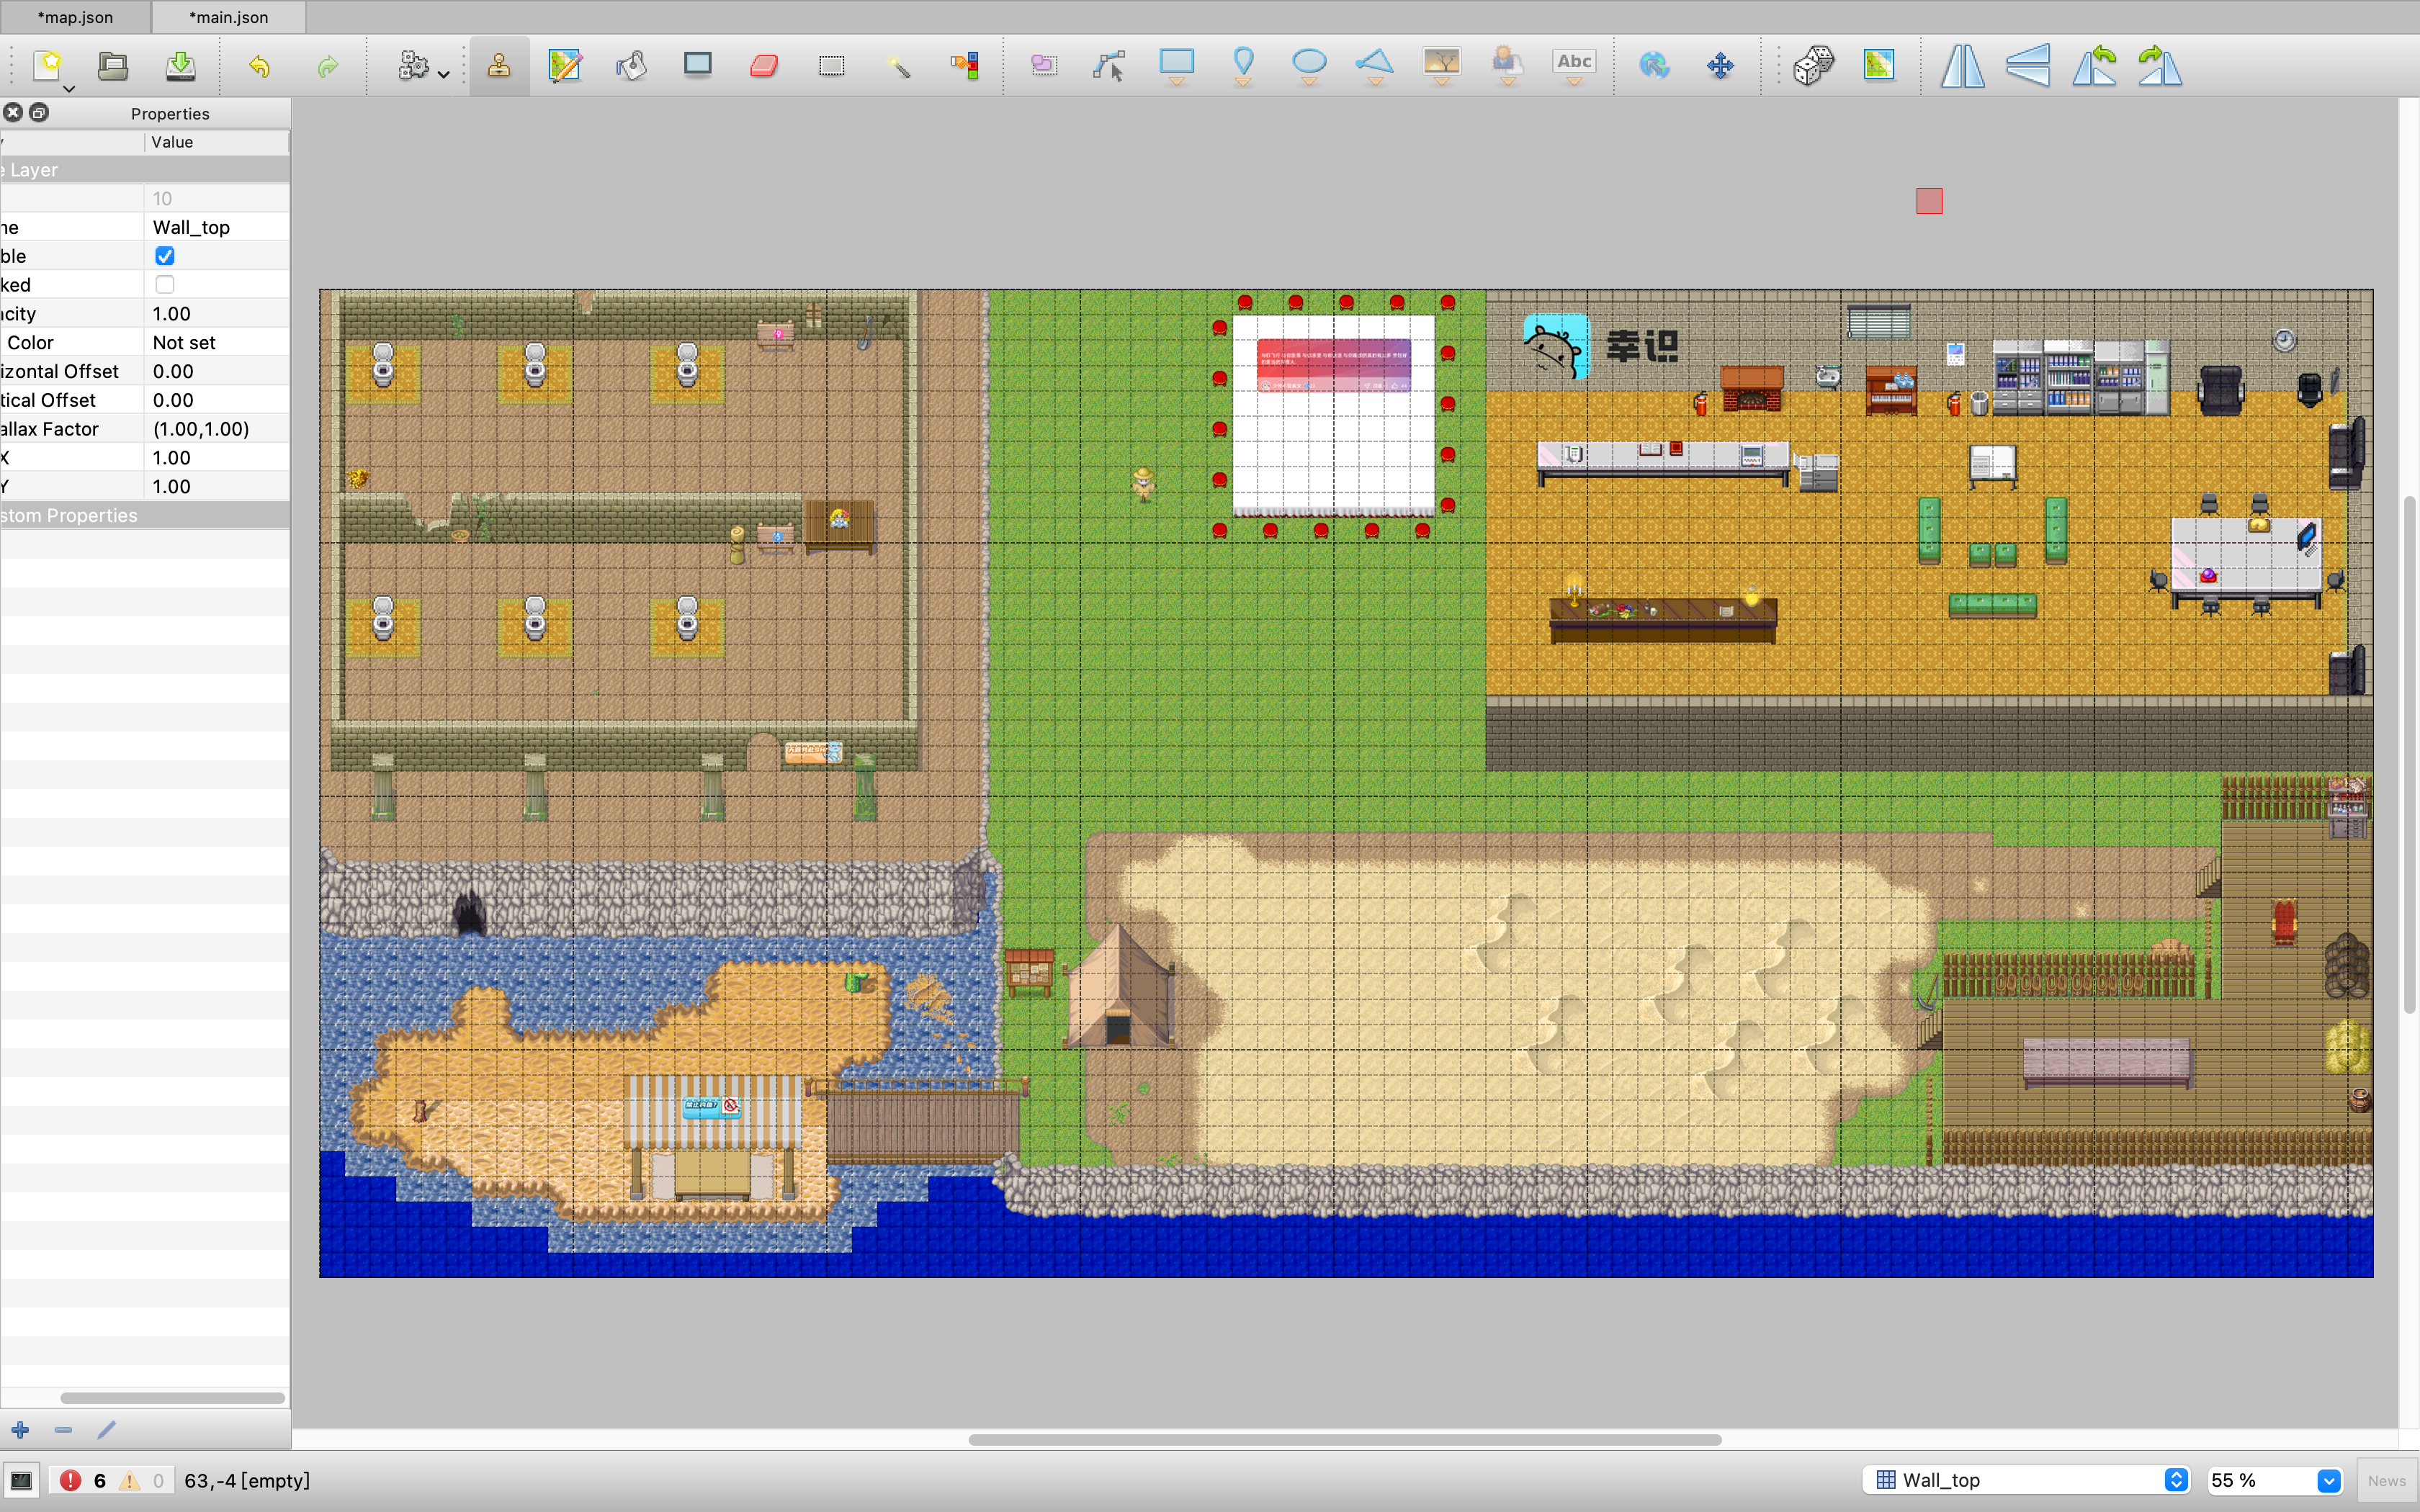 *map.json
*main.json
Abc
Properties
Value
e Layer
10
ne
Wall_top
ble
ked
acity
1.00
Color
Not set
izontal Offset
0.00
tical Offset
0.00
allax Factor
(1.00,1.00)
X
1.00
Y
1.00
stom Properties
幸识
6
0
63,-4 [empty]
Wall_top
55 %
News